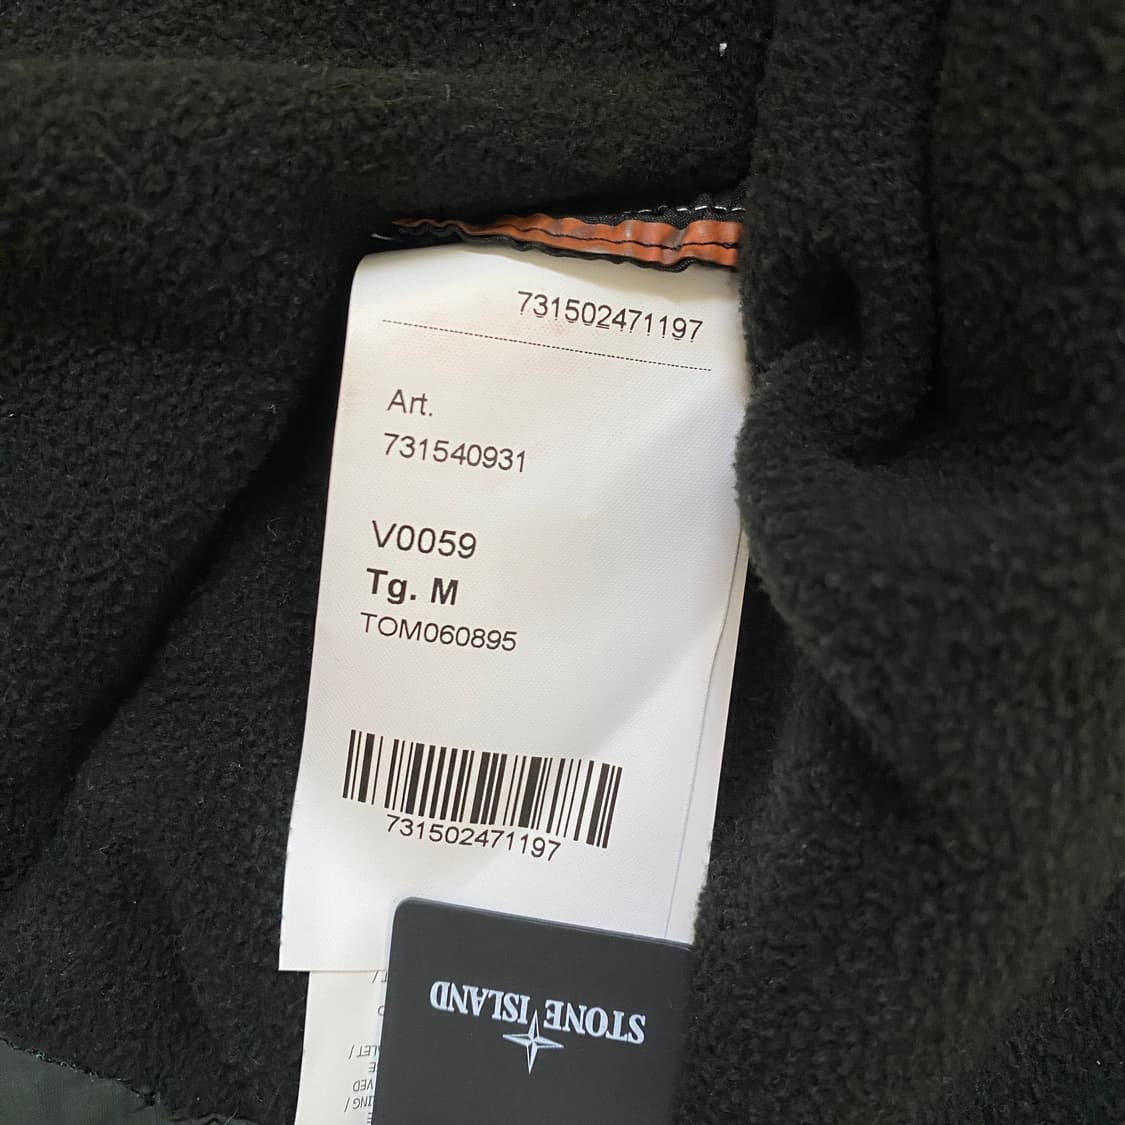 731502471197
Art.
731540931
V0059
Tg. M
TOM060895
731502471197
STONE ISLAND